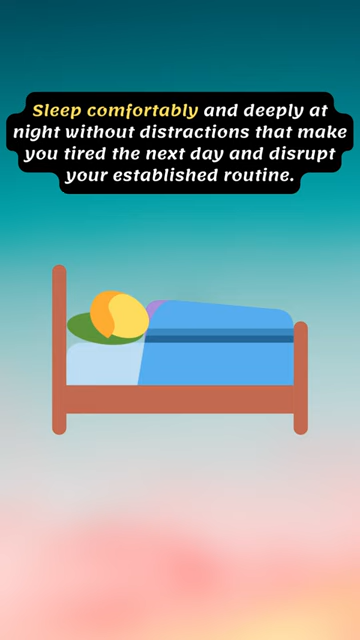 Sleep comfortably and deeply at
night without distractions that make
you tired the next day and disrupt
your established routine.